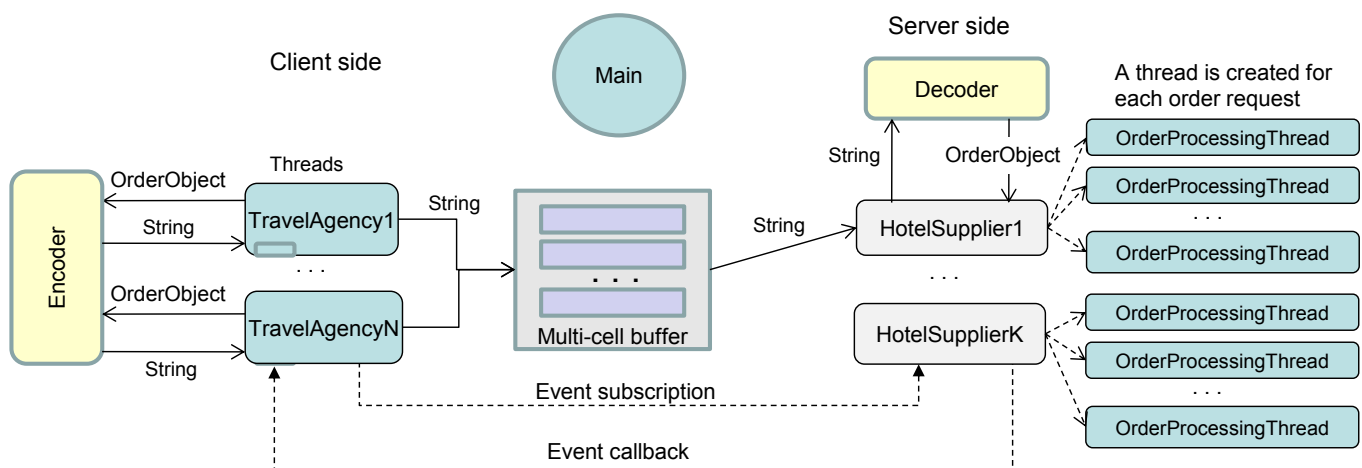 Server side
Client side
Main
Decoder
A thread is created for
each order request
OrderProcessingThread
String
OrderObject
Threads
OrderObject
TravelAgency1
String
String
Encoder
String
HotelSupplier1
OrderProcessingThread
. . .
OrderProcessingThread
. . .
. . .
. . .
OrderObject
TravelAgencyN
String
Multi-cell buffer
HotelSupplierK
OrderProcessingThread
OrderProcessingThread
. . .
OrderProcessingThread
Event subscription
Event callback